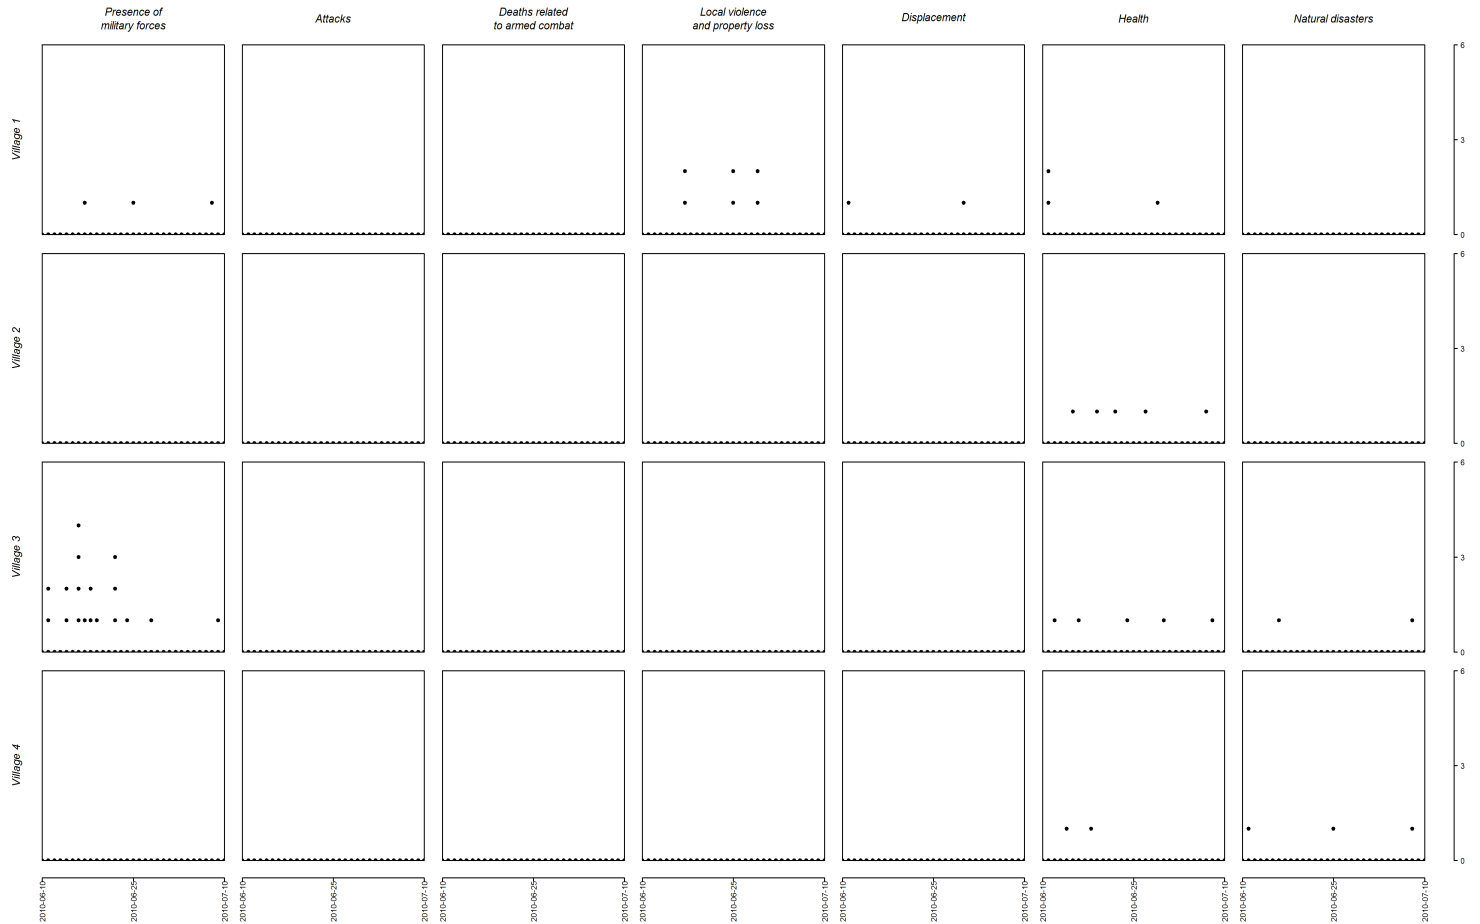 Presence of
military forces
Attacks
Deaths related
to armed combat
Local violence
and property loss
Displacement
Health
Natural disasters
Village 1
6
3
0
Village 2
6
3
0
Village 3
6
3
0
Village 4
6
3
0
2010-06-10
2010-06-25
2010-07-10
2010-06-10
2010-06-25
2010-07-10
2010-06-10
2010-06-25
2010-07-10
2010-06-10
2010-06-25
2010-07-10
2010-06-10
2010-06-25
2010-07-10
2010-06-10
2010-06-25
2010-07-10
2010-06-10
2010-06-25
2010-07-10